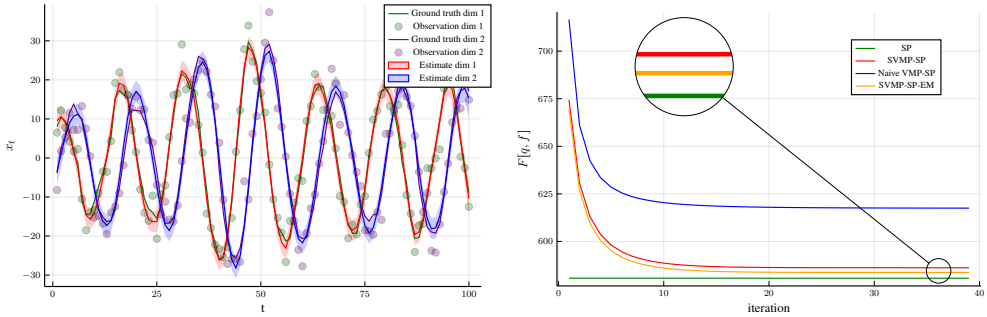 Ground truth dim 1
Observation dim 1
Ground truth dim 2
Observation dim 2
Estimate dim 1
Estimate dim 2
30
20
10
0
−10
−20
−30
x_t
0
25
50
75
100
t
SP
SVMP-SP
Naive VMP-SP
SVMP-SP-EM
700
675
650
625
600
F[q, f]
0
10
20
30
40
iteration